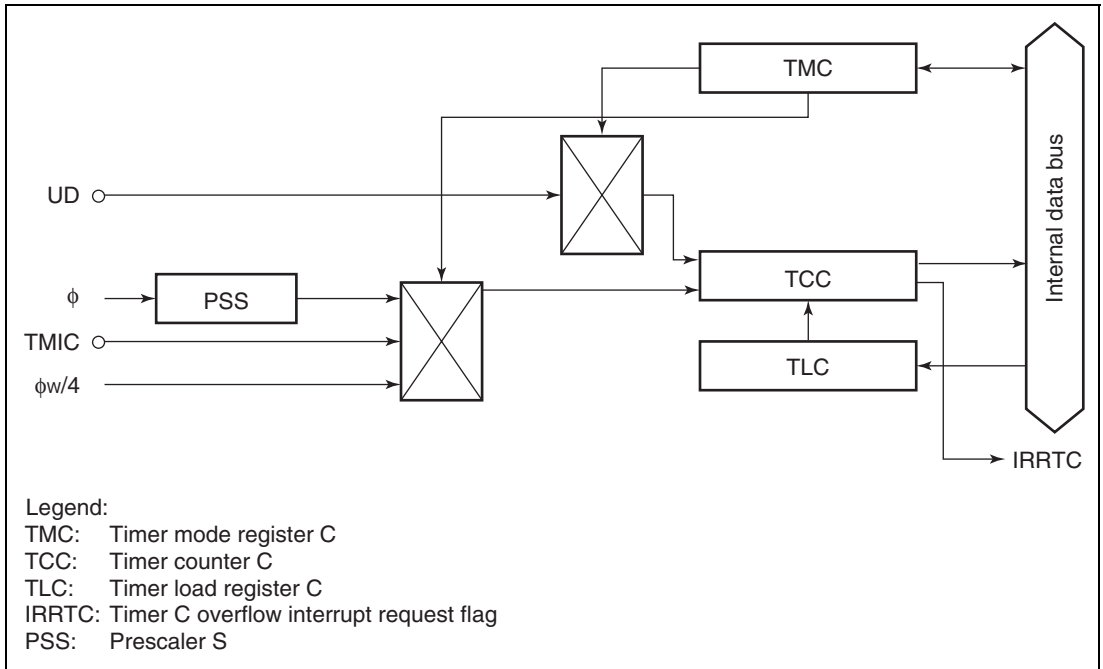 TMC
UD
TCC
φ
PSS
TMIC
φw/4
TLC
Internal data bus
IRRTC
Legend:
TMC: Timer mode register C
TCC: Timer counter C
TLC: Timer load register C
IRRTC: Timer C overflow interrupt request flag
PSS: Prescaler S